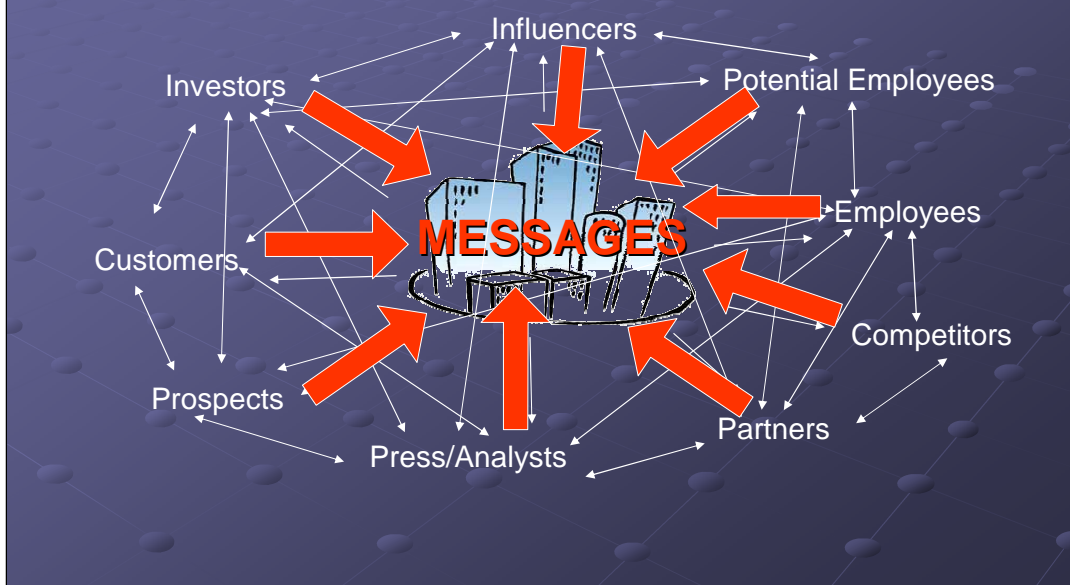 Influencers
Investors
Potential Employees
Employees
MESSAGES
Customers
Competitors
Prospects
Partners
Press/Analysts